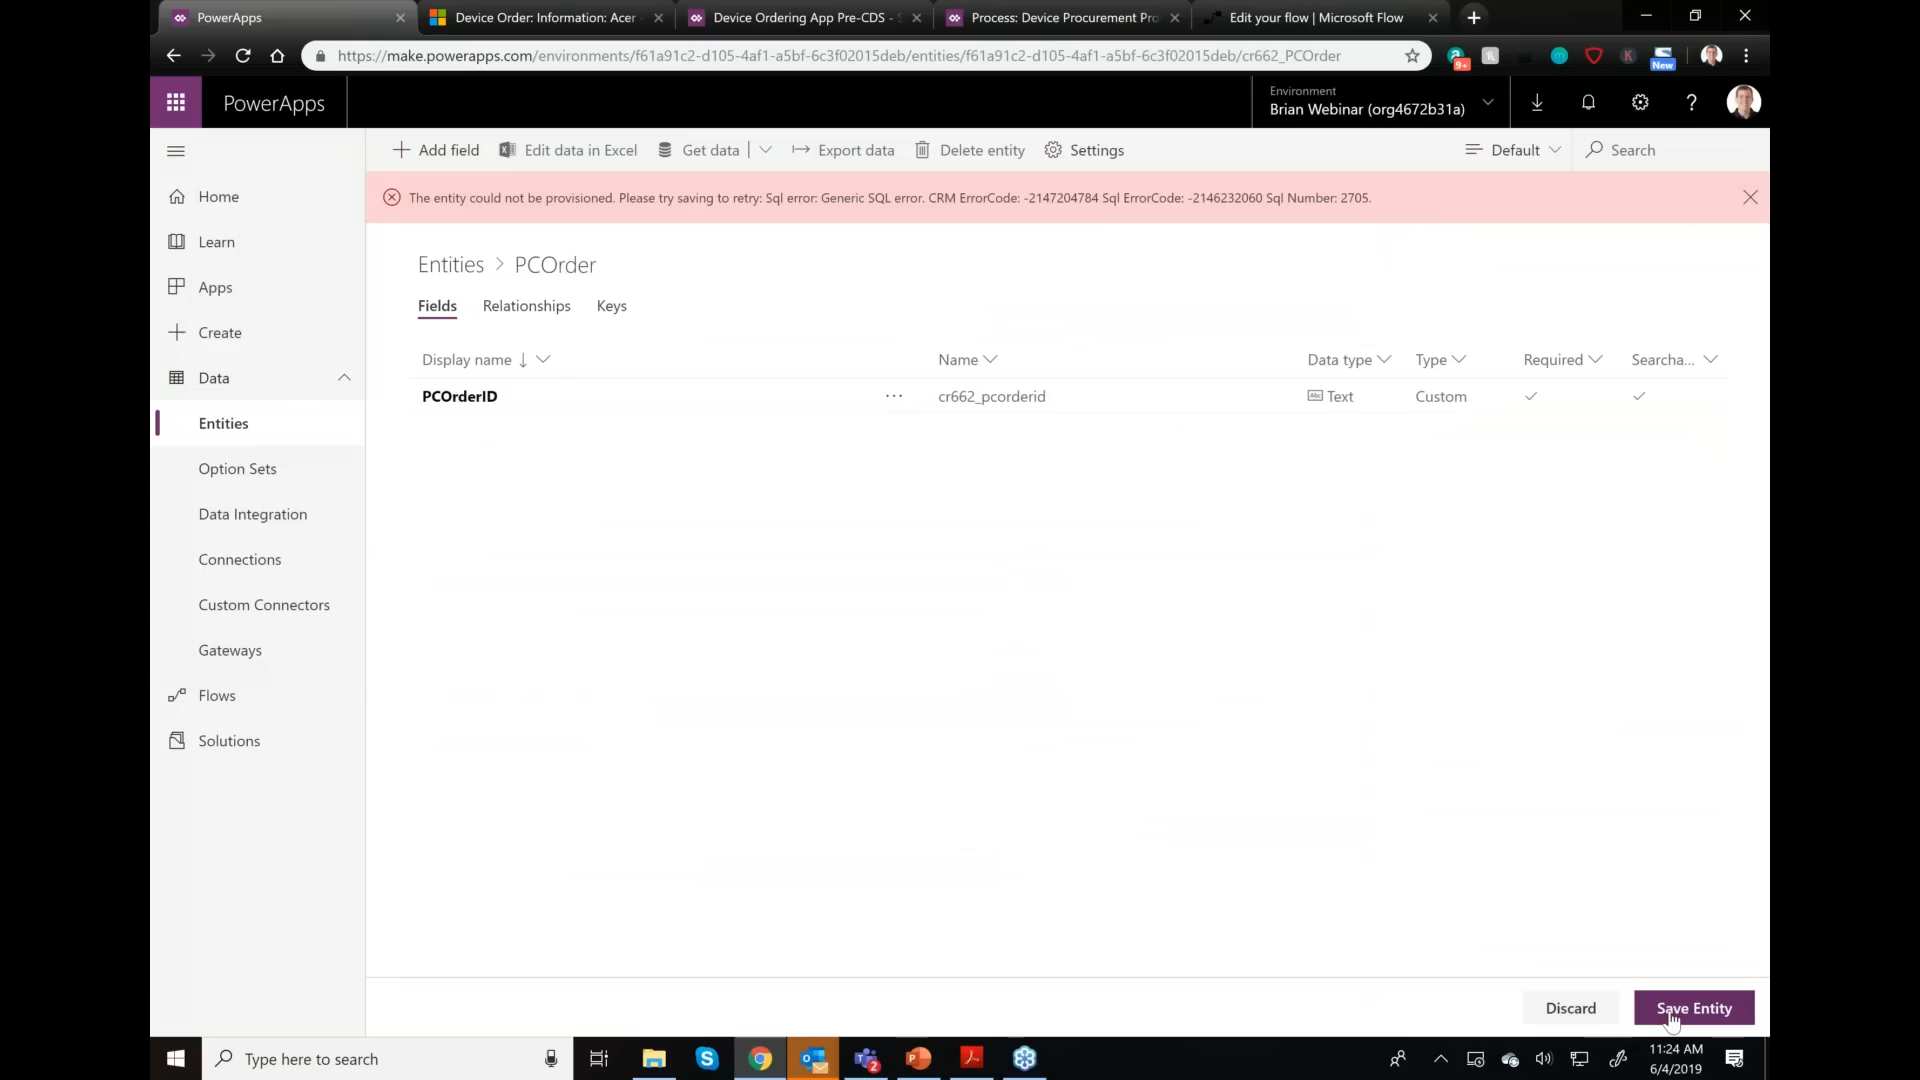 PowerApps
Device Order: Information: Acer
Device Ordering App Pre-CDS - S
Process: Device Procurement Pro
Edit your flow | Microsoft Flow
https://make.powerapps.com/environments/f61a91c2-d105-4af1-a5bf-6c3f02015deb/entities/f61a91c2-d105-4af1-a5bf-6c3f02015deb/cr662_PCOrder
9+
New
PowerApps
Environment
Brian Webinar (org4672b31a)
Add field
Edit data in Excel
Get data
Export data
Delete entity
Settings
Default
Search
The entity could not be provisioned. Please try saving to retry: Sql error: Generic SQL error. CRM ErrorCode: -2147204784 Sql ErrorCode: -2146232060 Sql Number: 2705.
Home
Learn
Apps
Create
Data
Entities
Option Sets
Data Integration
Connections
Custom Connectors
Gateways
Flows
Solutions
Entities > PCOrder
Fields Relationships Keys
Display name Name Data type Type Required Searcha...
PCOrderID ... cr662_pcorderid Abc Text Custom
Discard
Save Entity
Type here to search
2
11:24 AM
6/4/2019